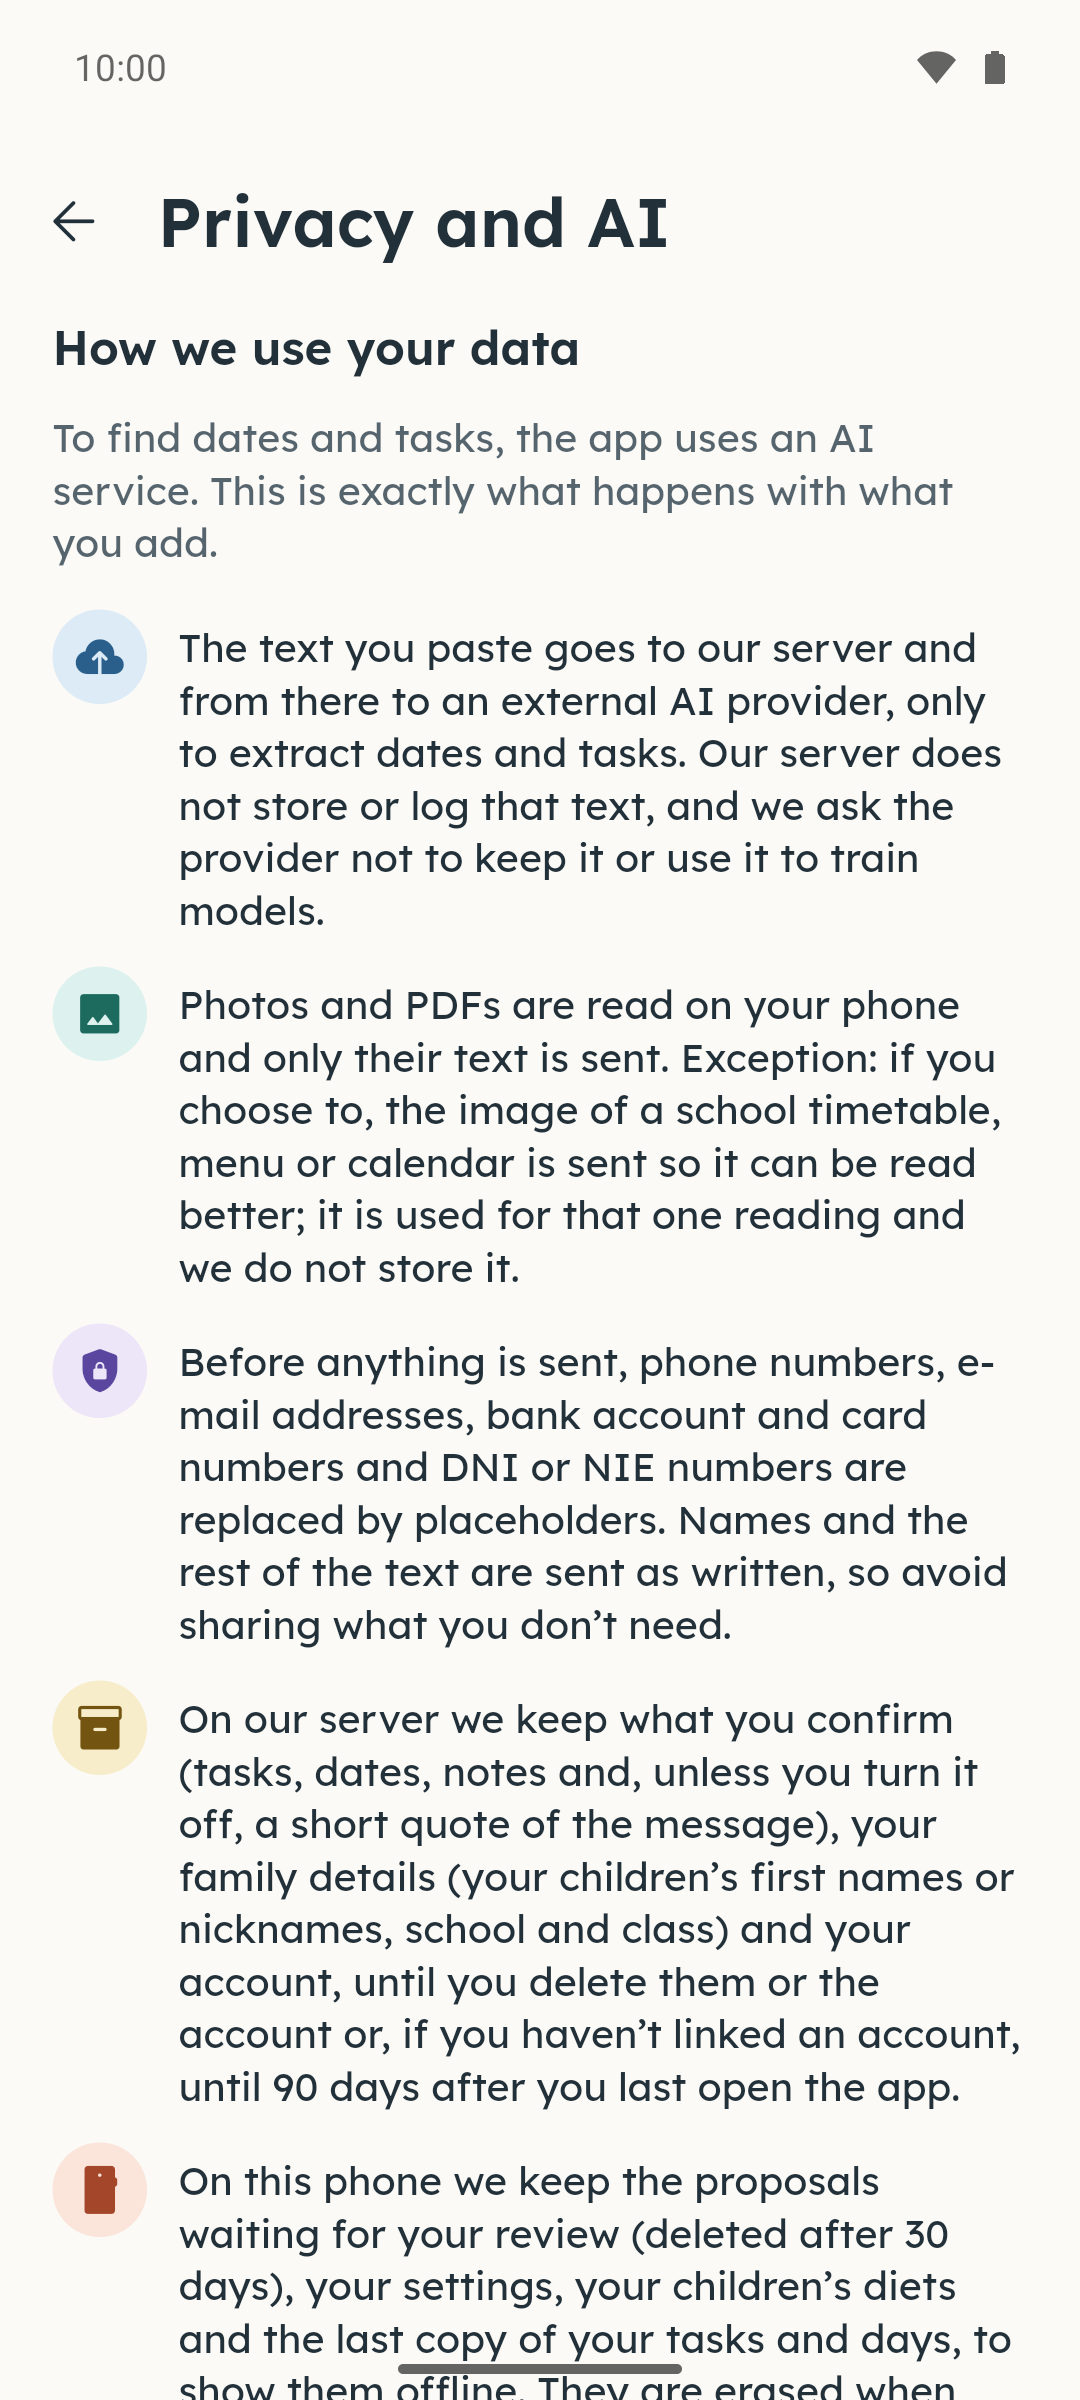 10:00
Privacy and AI
How we use your data
To find dates and tasks, the app uses an AI
service. This is exactly what happens with what
you add.
The text you paste goes to our server and
from there to an external AI provider, only
to extract dates and tasks. Our server does
not store or log that text, and we ask the
provider not to keep it or use it to train
models.
Photos and PDFs are read on your phone
and only their text is sent. Exception: if you
choose to, the image of a school timetable,
menu or calendar is sent so it can be read
better; it is used for that one reading and
we do not store it.
Before anything is sent, phone numbers, e-
mail addresses, bank account and card
numbers and DNI or NIE numbers are
replaced by placeholders. Names and the
rest of the text are sent as written, so avoid
sharing what you don’t need.
On our server we keep what you confirm
(tasks, dates, notes and, unless you turn it
off, a short quote of the message), your
family details (your children’s first names or
nicknames, school and class) and your
account, until you delete them or the
account or, if you haven’t linked an account,
until 90 days after you last open the app.
On this phone we keep the proposals
waiting for your review (deleted after 30
days), your settings, your children’s diets
and the last copy of your tasks and days, to
show them offline. They are erased when